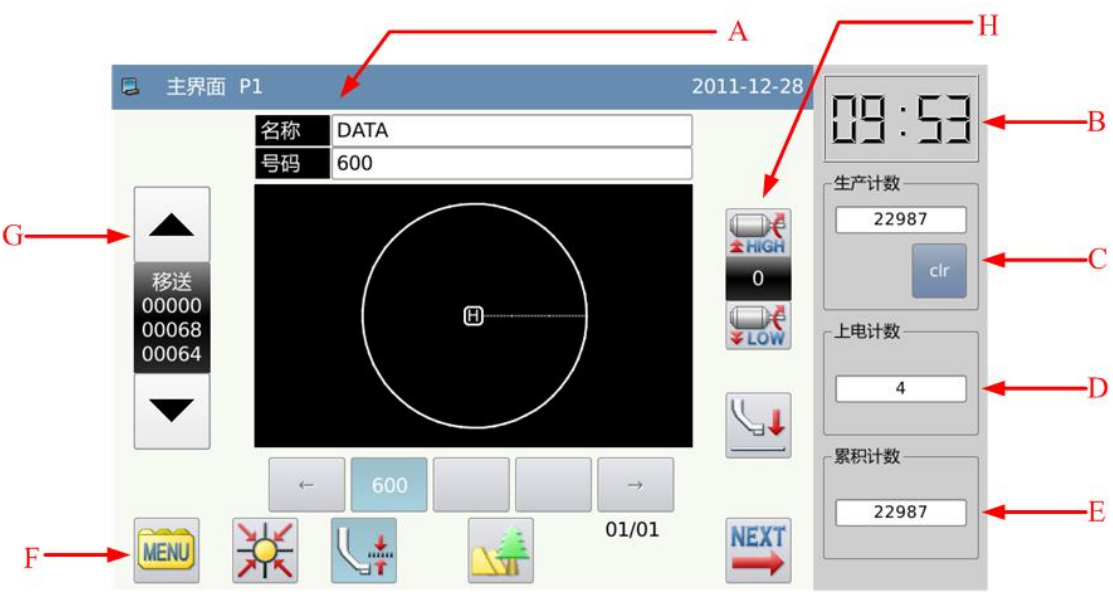 A
H
主界面 P1
2011-12-28
09:53
B
名称 DATA
号码 600
生产计数
22987
clr
C
G
移送
00000
00068
00064
H
HIGH
0
LOW
上电计数
4
D
累积计数
22987
E
← 600 →
01/01
F
MENU
NEXT